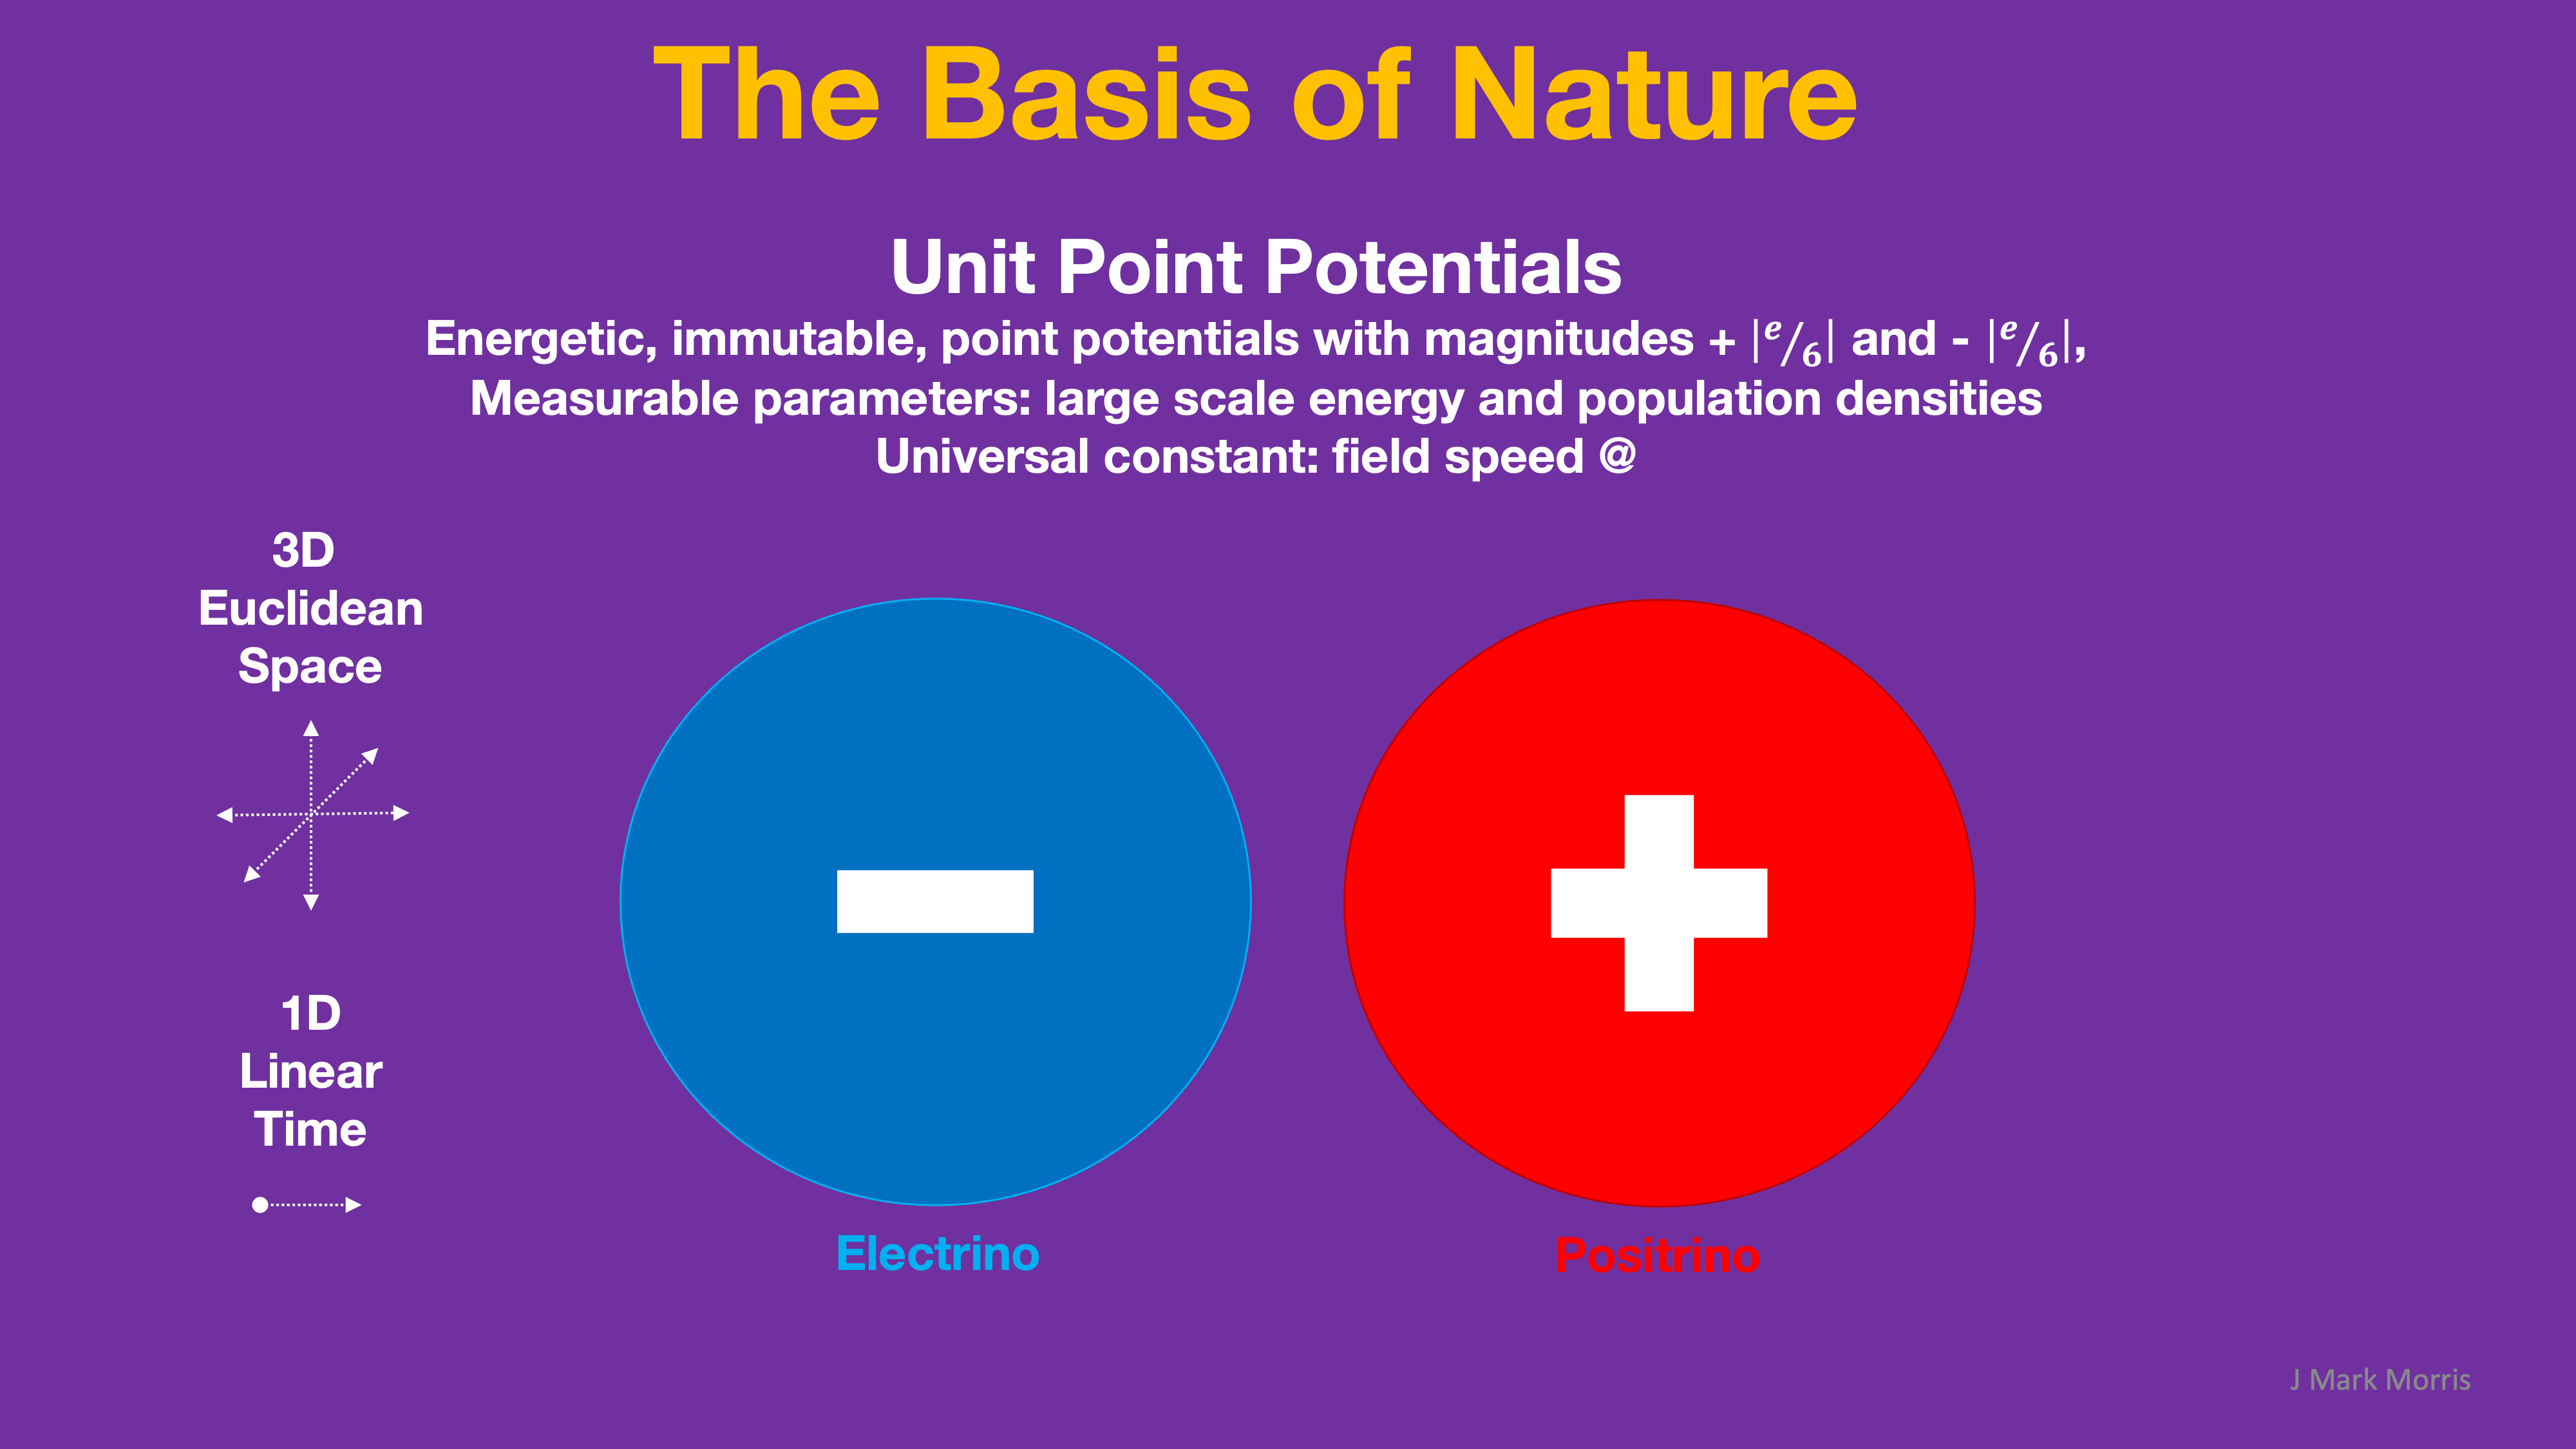 The Basis of Nature
Unit Point Potentials
Energetic, immutable, point potentials with magnitudes + |e/6| and - |e/6|,
Measurable parameters: large scale energy and population densities
Universal constant: field speed @
3D
Euclidean
Space
1D
Linear
Time
Electrino
Positrino
J Mark Morris